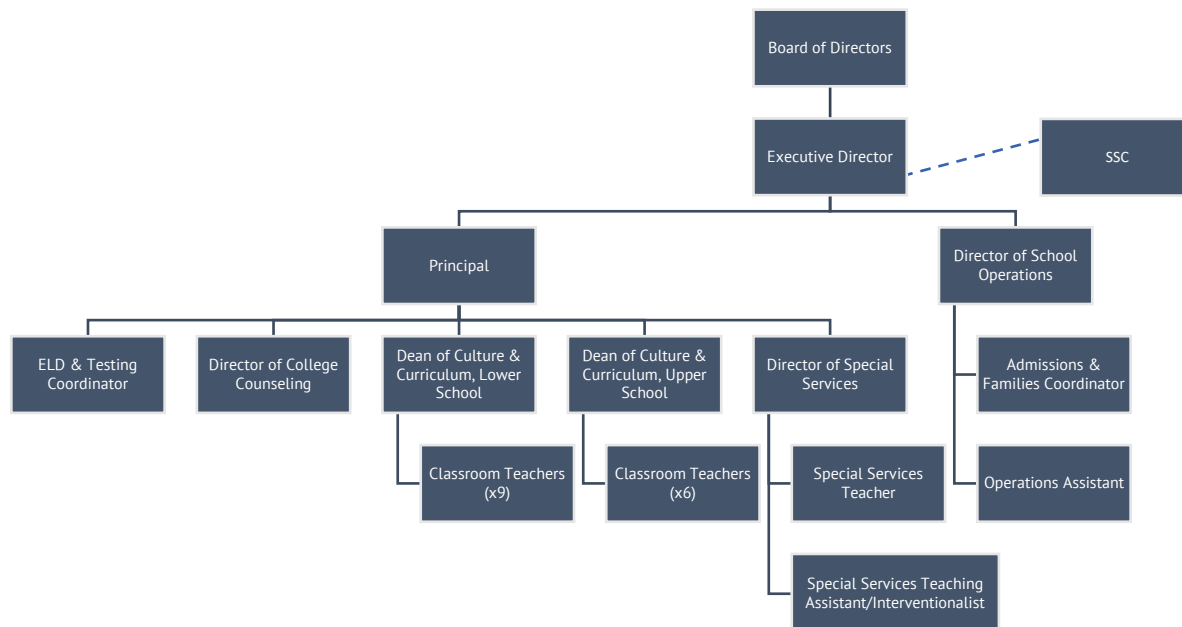 Board of Directors
Executive Director
SSC
Principal
Director of School
Operations
ELD & Testing
Coordinator
Director of College
Counseling
Dean of Culture &
Curriculum, Lower
School
Dean of Culture &
Curriculum, Upper
School
Director of Special
Services
Admissions &
Families Coordinator
Classroom Teachers
(x9)
Classroom Teachers
(x6)
Special Services
Teacher
Operations Assistant
Special Services Teaching
Assistant/Interventionalist